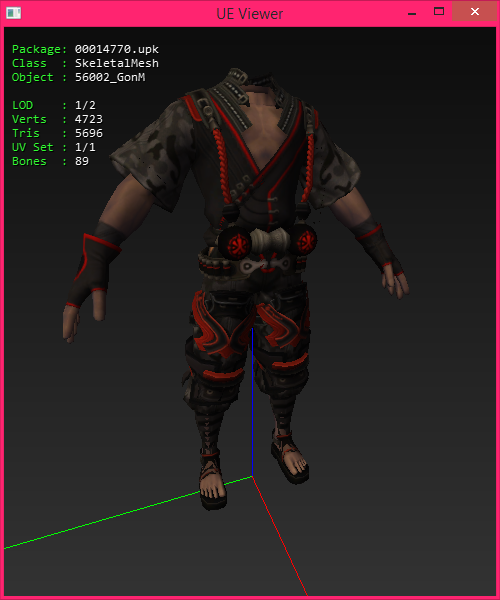 UE Viewer
Package: 00014770.upk
Class : SkeletalMesh
Object : 56002_GonM
LOD : 1/2
Verts : 4723
Tris : 5696
UV Set : 1/1
Bones : 89